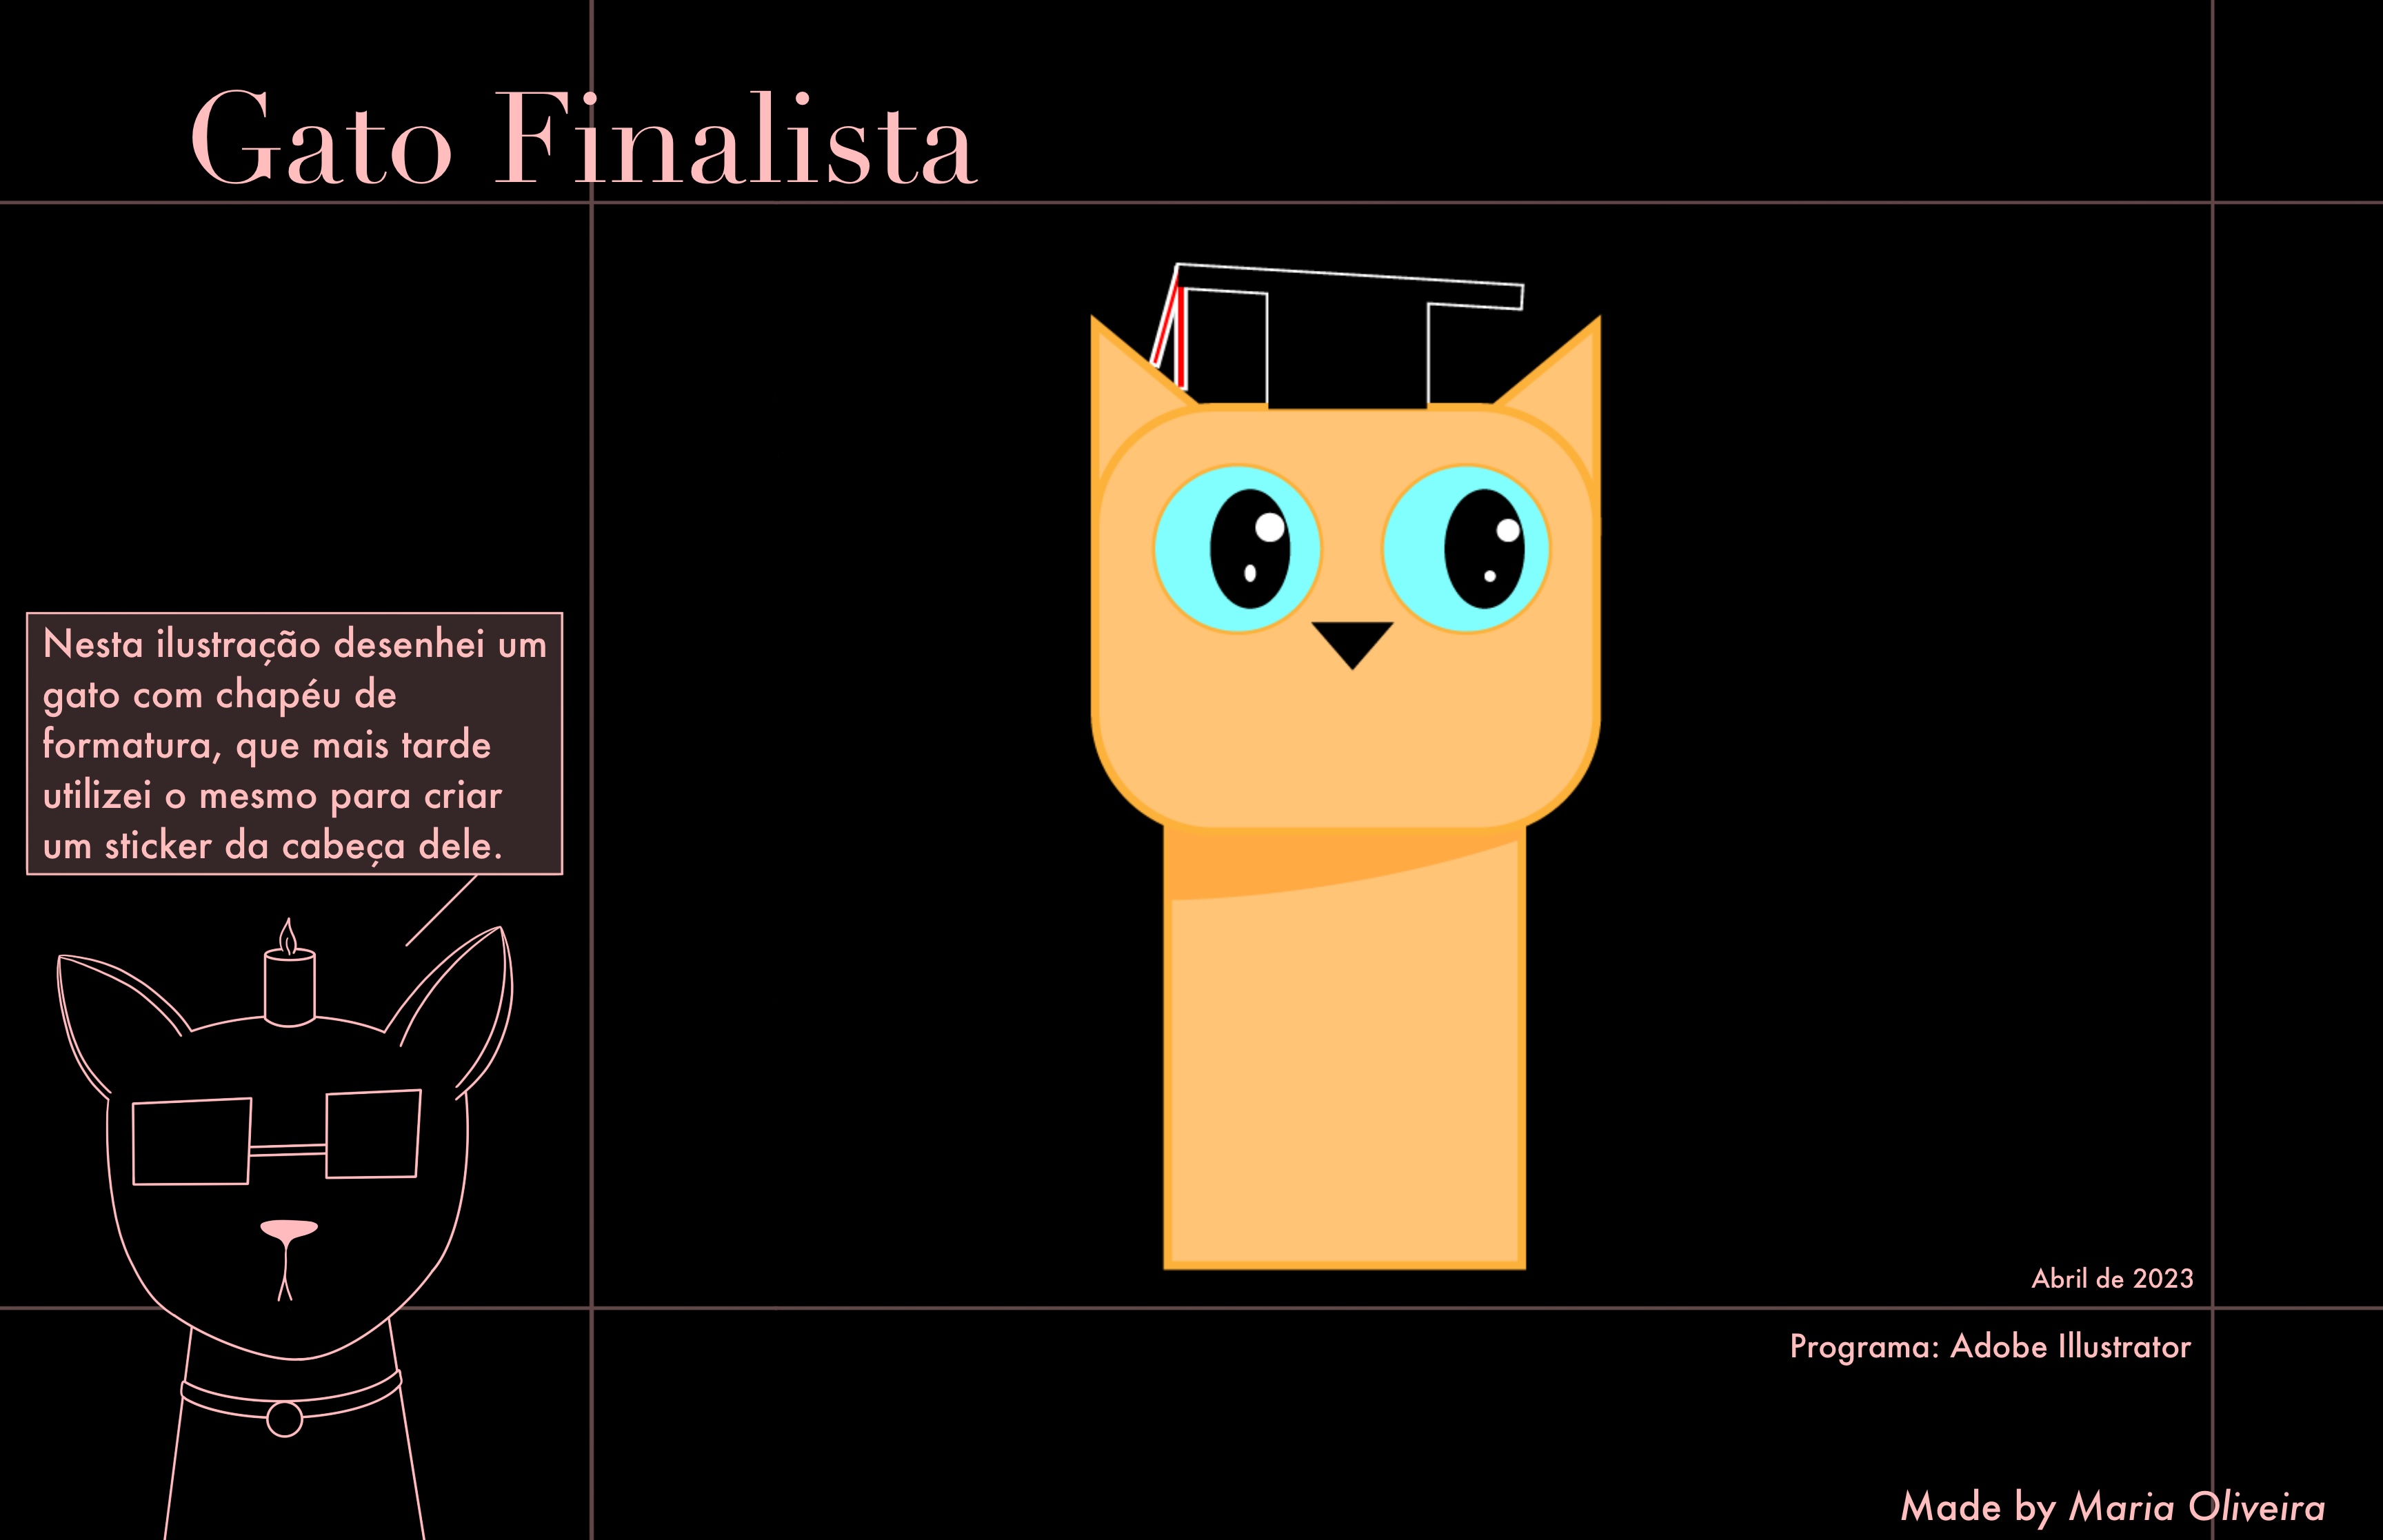 Gato Finalista
Nesta ilustração desenhei um
gato com chapéu de
formatura, que mais tarde
utilizei o mesmo para criar
um sticker da cabeça dele.
Abril de 2023
Programa: Adobe Illustrator
Made by Maria Oliveira